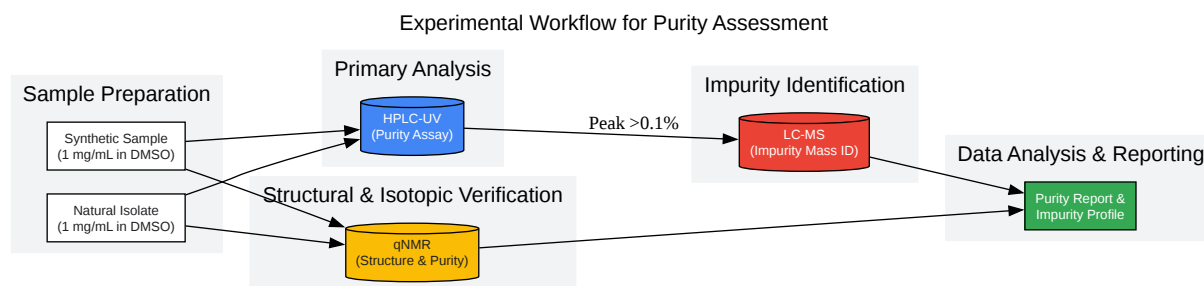 Experimental Workflow for Purity Assessment
Sample Preparation
Synthetic Sample
(1 mg/mL in DMSO)
Natural Isolate
(1 mg/mL in DMSO)
Primary Analysis
HPLC-UV
(Purity Assay)
Structural & Isotopic Verification
qNMR
(Structure & Purity)
Peak >0.1%
Impurity Identification
LC-MS
(Impurity Mass ID)
Data Analysis & Reporting
Purity Report &
Impurity Profile